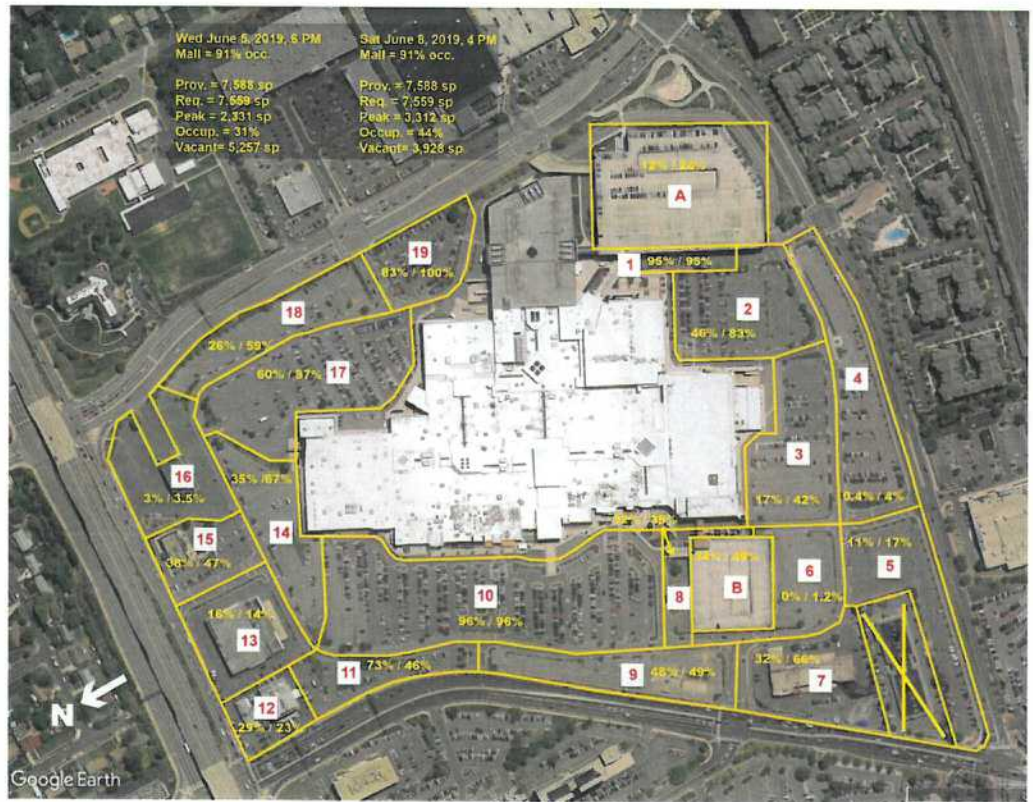 Wed June 5, 2019, 6 PM
Mall = 91% occ.
Prov. = 7,588 sp
Req. = 7,559 sp
Peak = 2,331 sp
Occup. = 31%
Vacant= 5,257 sp
Sat June 8, 2019, 4 PM
Mall = 91% occ.
Prov. = 7,588 sp
Req. = 7,559 sp
Peak = 3,312 sp
Occup. = 44%
Vacant= 3,928 sp
A
19
83% / 100%
1
95% / 95%
18
26% / 59%
2
46% / 83%
17
60% / 87%
4
0.4% / 4%
3
17% / 42%
16
3% / 3.5%
35% /67%
14
15
38% / 47%
11% / 17%
5
B
6
0% / 1.2%
8
10
96% / 96%
16% / 14%
13
11
73% / 46%
9
48% / 49%
32% / 66%
7
12
29% / 23%
N
Google Earth